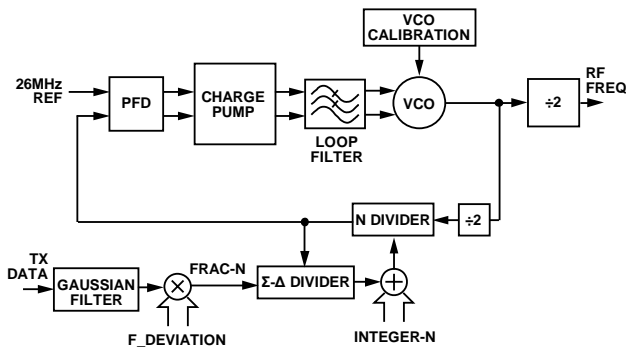 VCO
CALIBRATION
26MHz
REF
PFD
CHARGE
PUMP
LOOP
FILTER
VCO
÷2
RF
FREQ
N DIVIDER
÷2
TX
DATA
GAUSSIAN
FILTER
×
FRAC-N
Σ-Δ DIVIDER
+
F_DEVIATION
INTEGER-N